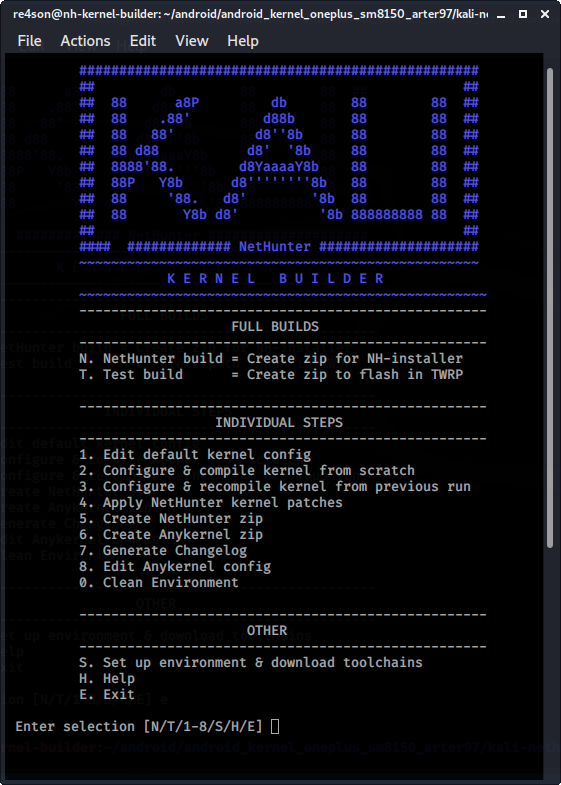 re4son@nh-kernel-builder: ~/android/android_kernel_oneplus_sm8150_arter97/kali-ne
File Actions Edit View Help
##################################################
##                                              ##
##  88      a8P         db        88        88  ##
##  88    .88'         d88b       88        88  ##
##  88   88'          d8''8b      88        88  ##
##  88 d88           d8'  '8b     88        88  ##
##  8888'88.        d8YaaaaY8b    88        88  ##
##  88P   Y8b      d8''''''''8b   88        88  ##
##  88     '88.   d8'        '8b  88        88  ##
##  88       Y8b d8'          '8b 888888888 88  ##
##                                              ##
####  ############# NetHunter ####################
~~~~~~~~~~~~~~~~~~~~~~~~~~~~~~~~~~~~~~~~~~~~~~~~~~
K E R N E L   B U I L D E R
~~~~~~~~~~~~~~~~~~~~~~~~~~~~~~~~~~~~~~~~~~~~~~~~~~~
---------------------------------------------------
FULL BUILDS
---------------------------------------------------
N. NetHunter build = Create zip for NH-installer
T. Test build      = Create zip to flash in TWRP
---------------------------------------------------
INDIVIDUAL STEPS
---------------------------------------------------
1. Edit default kernel config
2. Configure & compile kernel from scratch
3. Configure & recompile kernel from previous run
4. Apply NetHunter kernel patches
5. Create NetHunter zip
6. Create Anykernel zip
7. Generate Changelog
8. Edit Anykernel config
0. Clean Environment
---------------------------------------------------
OTHER
---------------------------------------------------
S. Set up environment & download toolchains
H. Help
E. Exit
Enter selection [N/T/1-8/S/H/E]